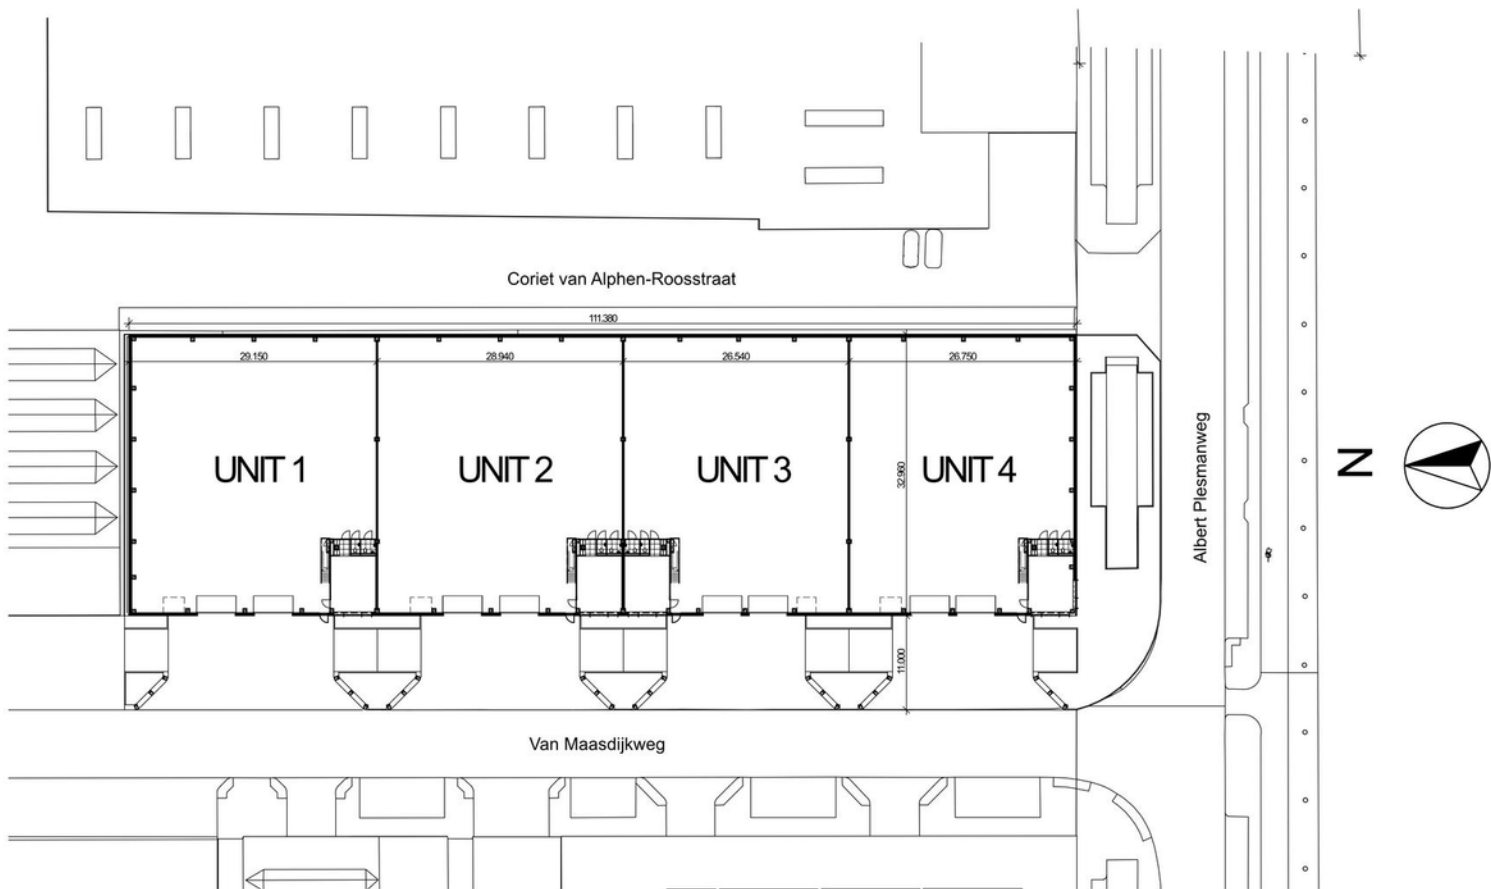 Coriet van Alphen-Roosstraat
111.380
29.150
28.940
26.540
26.750
UNIT 1
UNIT 2
UNIT 3
UNIT 4
32.960
11.000
Albert Plesmanweg
N
Van Maasdijkweg